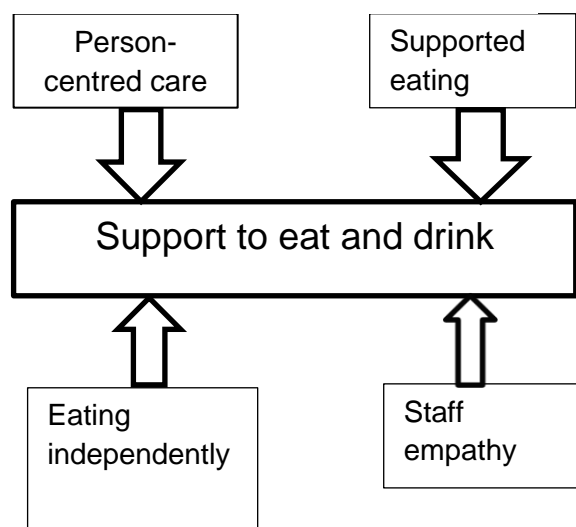 Person-
centred care
Supported
eating
Support to eat and drink
Eating
independently
Staff
empathy